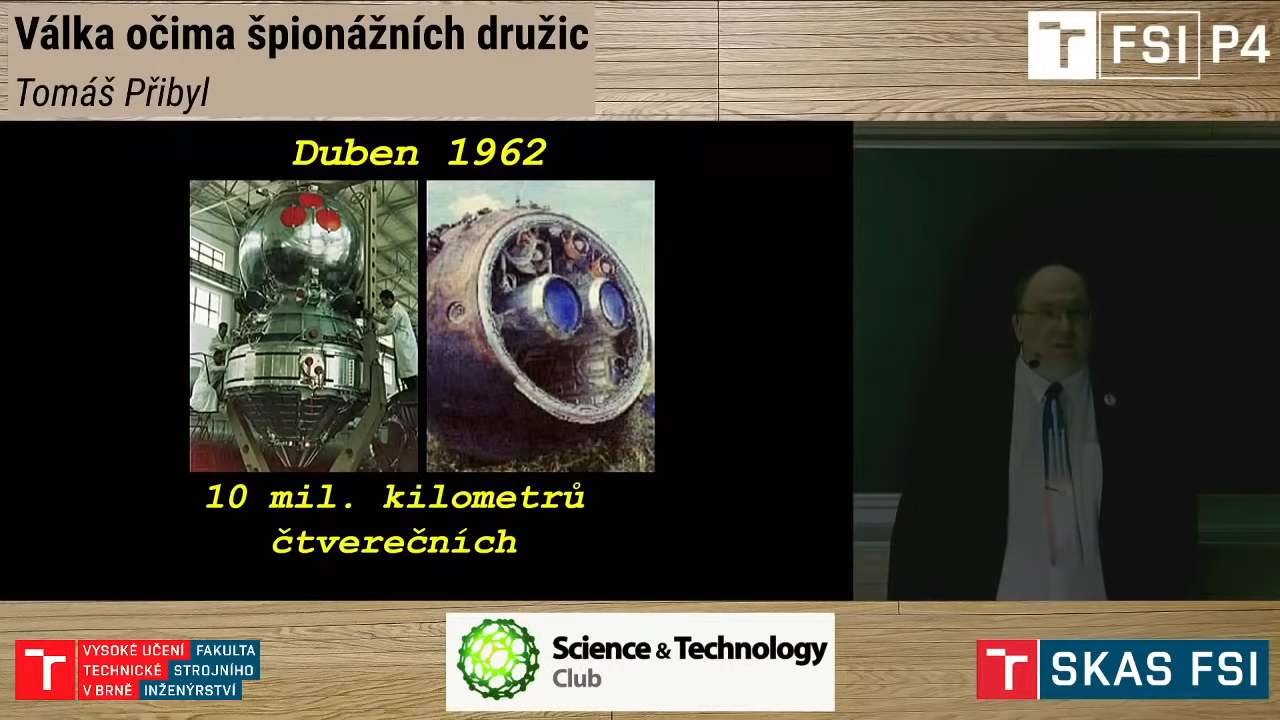 Válka očima špionážních družic
Tomáš Přibyl
FSI P4
Duben 1962
10 mil. kilometrů
čtverečních
VYSOKÉ UČENÍ FAKULTA
TECHNICKÉ STROJNÍHO
V BRNĚ INŽENÝRSTVÍ
Science & Technology
Club
SKAS FSI